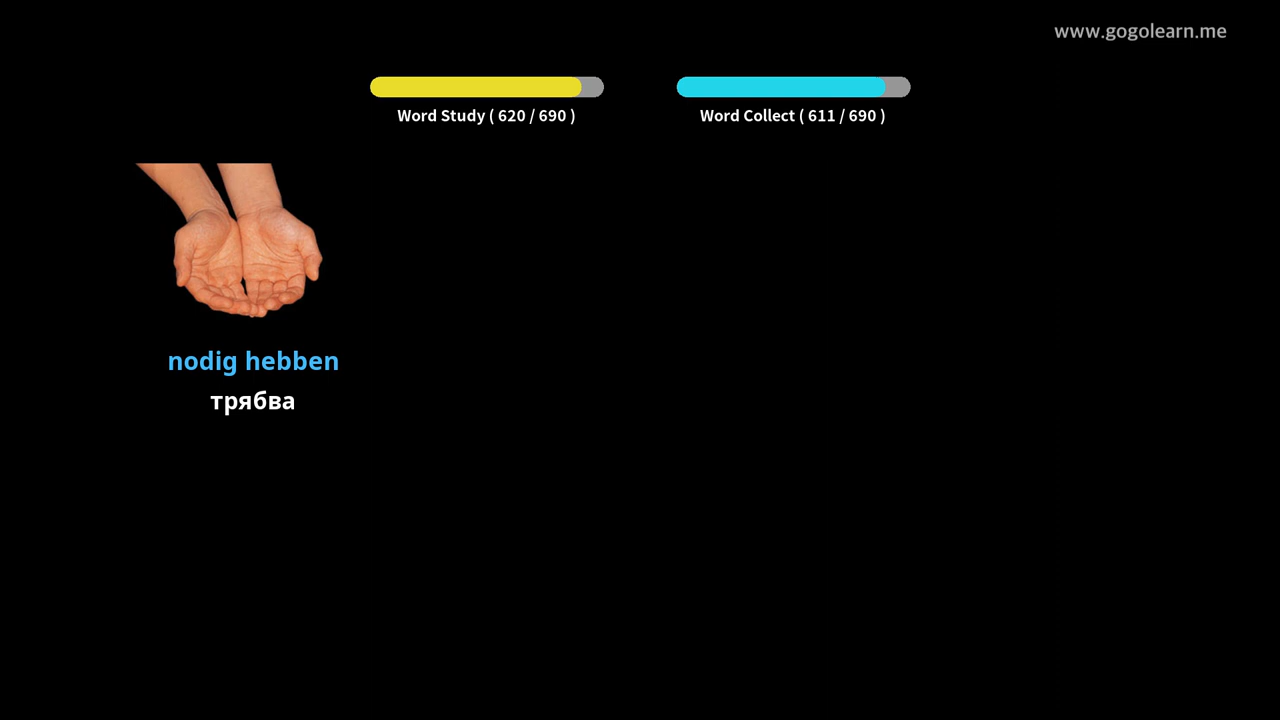 www.gogolearn.me
Word Study ( 620 / 690 )
Word Collect ( 611 / 690 )
nodig hebben
трябва